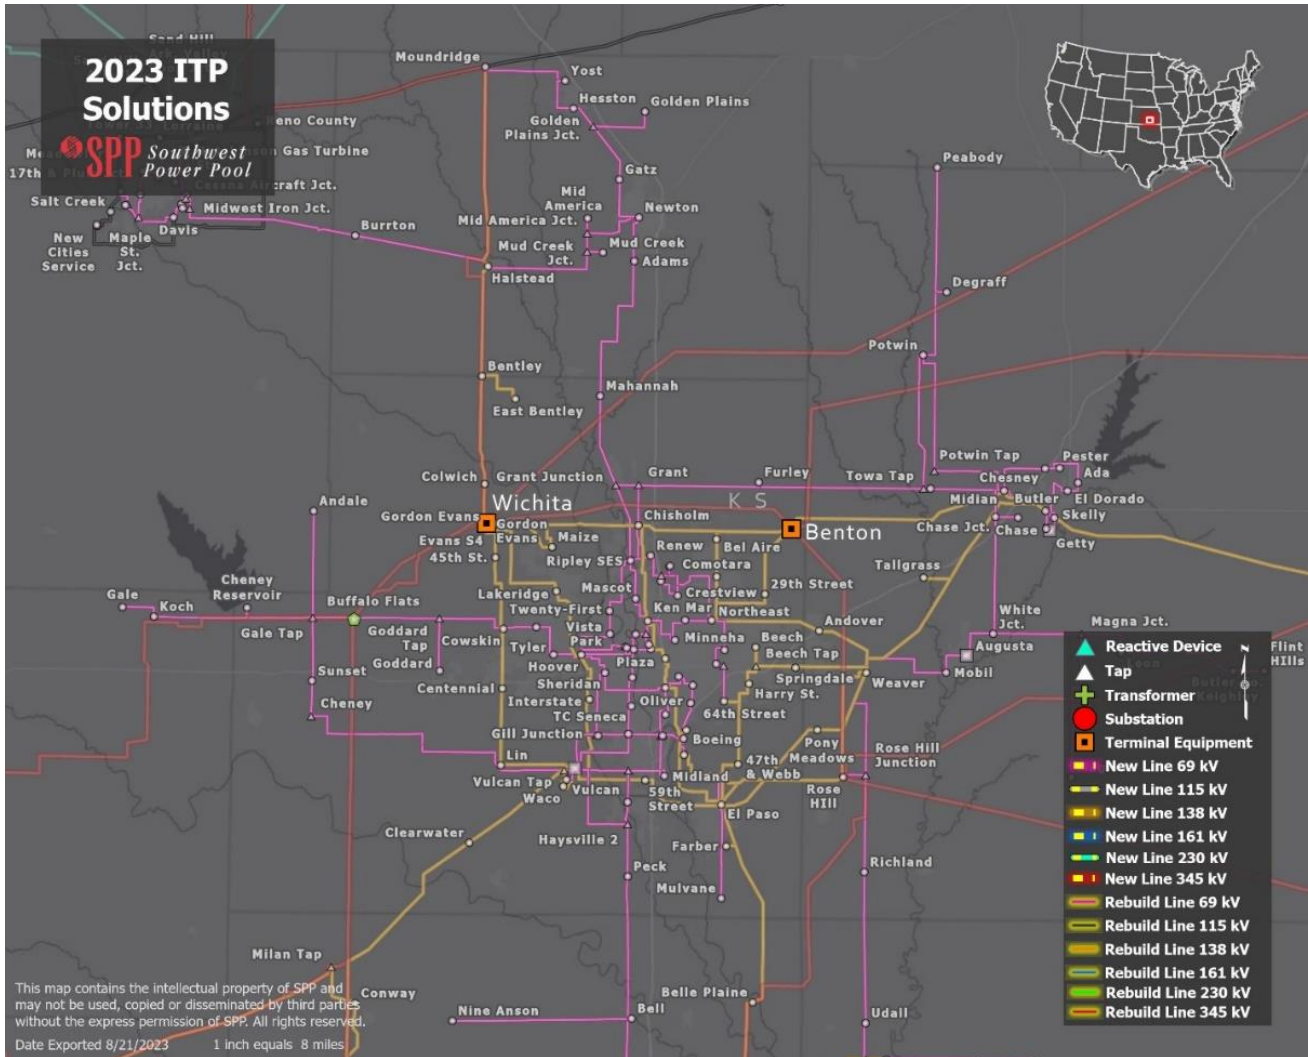 2023 ITP
Solutions
SPP Southwest
Power Pool
Sand Hill
Reno County
Gas Turbine
17th &
Cessna Aircraft Jct.
Salt Creek
Midwest Iron Jct.
Davis
New
Cities
Service
Maple
St.
Jct.
Burrton
Moundridge
Yost
Hesston
Golden Plains
Golden
Plains Jct.
Gatz
Mid
America
Mid America Jct.
Newton
Mud Creek
Jct.
Mud Creek
Adams
Halstead
Peabody
Degraff
Potwin
Bentley
East Bentley
Mahannah
Colwich
Grant Junction
Grant
Furley
Towa Tap
Potwin Tap
Pester
Ada
Chesney
Midian
Butler
El Dorado
Skelly
Chase Jct.
Chase
Getty
K S
Andale
Wichita
Gordon Evans
Gordon
Evans
Evans S4
Maize
45th St.
Chisholm
Benton
Renew
Bel Aire
Ripley SES
Comotara
Tallgrass
Mascot
Crestview
29th Street
Cheney
Reservoir
Gale
Koch
Buffalo Flats
Lakeridge
Twenty-First
Ken Mar
Northeast
Gale Tap
Goddard
Tap
Cowskin
Vista
Park
Minneha
Andover
White
Jct.
Magna Jct.
Tyler
Plaza
Beech
Beech Tap
Augusta
Goddard
Hoover
Sunset
Sheridan
Springdale
Weaver
Mobil
Flint
Hills
Leon
Butler Co.
Keighley
Centennial
Interstate
Oliver
Harry St.
Cheney
TC Seneca
64th Street
Gill Junction
Boeing
Pony
Meadows
Rose Hill
Junction
Lin
Vulcan Tap
Vulcan
Midland
47th
& Webb
Waco
59th
Street
Rose
HIll
El Paso
Clearwater
Haysville 2
Farber
Peck
Mulvane
Richland
Milan Tap
Conway
Belle Plaine
Nine Anson
Bell
Udall
Reactive Device
Tap
Transformer
Substation
Terminal Equipment
New Line 69 kV
New Line 115 kV
New Line 138 kV
New Line 161 kV
New Line 230 kV
New Line 345 kV
Rebuild Line 69 kV
Rebuild Line 115 kV
Rebuild Line 138 kV
Rebuild Line 161 kV
Rebuild Line 230 kV
Rebuild Line 345 kV
N
This map contains the intellectual property of SPP and
may not be used, copied or disseminated by third parties
without the express permission of SPP. All rights reserved.
Date Exported 8/21/2023 1 inch equals 8 miles